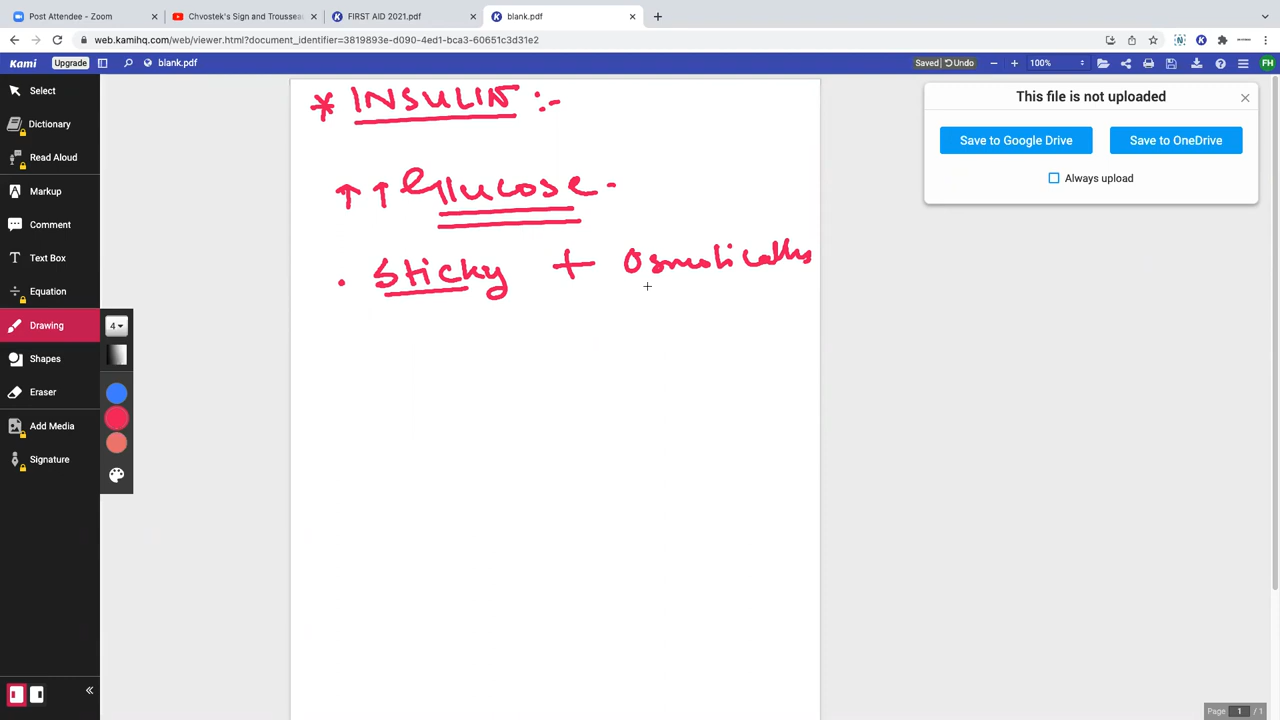 Post Attendee - Zoom
Chvostek's Sign and Trousseau
FIRST AID 2021.pdf
blank.pdf
web.kamihq.com/web/viewer.html?document_identifier=3819893e-d090-4ed1-bca3-60651c3d31e2
Kami Upgrade blank.pdf Saved Undo 100% FH
Select
Dictionary
Read Aloud
Markup
Comment
Text Box
Equation
Drawing
Shapes
Eraser
Add Media
Signature
4
This file is not uploaded
Save to Google Drive Save to OneDrive
Always upload
* INSULIN :-
↑ ↑ Glucose -
. Sticky + Osmotically
Page 1 / 1